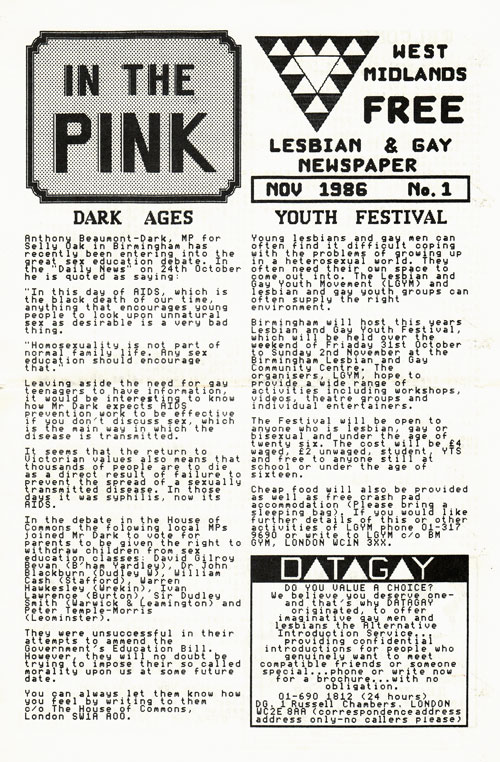 IN THE
PINK
WEST
MIDLANDS
FREE
LESBIAN & GAY
NEWSPAPER
NOV 1986 No.1
DARK AGES
Anthony Beaumont-Dark, MP for
Selly Oak in Birmingham has
recently been entering into the
great sex education debate. In
the "Daily News" on 24th October
he is quoted as saying:
"In this day of AIDS, which is
the black death of our time,
anything that encourages young
people to look upon unnatural
sex as desirable is a very bad
thing.
"Homosexuality is not part of
normal family life. Any sex
education should encourage
that."
Leaving aside the need for gay
teenagers to have information,
it would be interesting to know
how Mr Dark expects AIDS
prevention work to be effective
if you don't discuss sex, which
is the main way in which the
disease is transmitted.
It seems that the return to
Victorian values also means that
thousands of people are to die
as a direct result of failure to
prevent the spread of a sexually
transmitted disease. In those
days it was syphilis, now its
AIDS.
In the debate in the House of
Commons the folowing local MPs
joined Mr Dark to vote for
parents to be given the right to
withdraw children from sex
education classes: David Gilroy
Bevan (B'ham Yardley), Dr John
Blackburn (Dudley W), William
Cash (Stafford), Warren
Hawkesley (Wrekin), Ivan
Lawrence (Burton), Sir Dudley
Smith (Warwick & Leamington) and
Peter Temple-Morris
(Leominster).
They were unsuccessful in their
attempts to ammend the
Government's Education Bill.
However, they will no doubt be
trying to impose their so called
morality upon us at some future
date.
You can always let them know how
you feel by writing to them
c/o The House of Commons,
London SW1A AOO.
YOUTH FESTIVAL
Young lesbians and gay men can
often find it difficult coping
with the problems of growing up
in a heterosexual world. They
often need their own space to
come out in. The Lesbian and
Gay Youth Movement (LGYM) and
lesbian and gay youth groups can
often supply the right
environment.
Birmingham will host this years
Lesbian and Gay Youth Festival,
which will be held over the
weekend of Friaday 31st October
to Sunday 2nd November at the
Birmingham Lesbian and Gay
Community Centre. The
organisers, LGYM, hope to
provide a wide range of
activities including workshops,
videos, theatre groups and
individual entertainers.
The Festival will be open to
anyone who is lesbian, gay or
bisexual and under the age of
twenty six. The cost will be £4
waged, £2 unwaged, student, YTS
and free to anyone still at
school or under the age of
sixteen.
Cheap food will also be provided
as well as free crash pad
accommodation (Please bring a
sleeping bag). If you would like
further details of this or other
activities of LGYM phone 01-317
9690 or write to LGYM c/o BM
GYM, LONDON WC1N 3XX.
DATAGAY
DO YOU VALUE A CHOICE?
We believe you deserve one-
and that's why DATAGAY
originated, to offer
imaginative gay men and
lesbians the Alternative
Introduction Service...
providing confidential
introductions for people who
genuinely want to meet
compatible friends or someone
special...phone or write now
for a brochure...with no
obligation.
01-690 1812 (24 hours)
DG, 1 Russell Chambers, LONDON
WC2E 8AA (correspondence address
address only-no callers please)